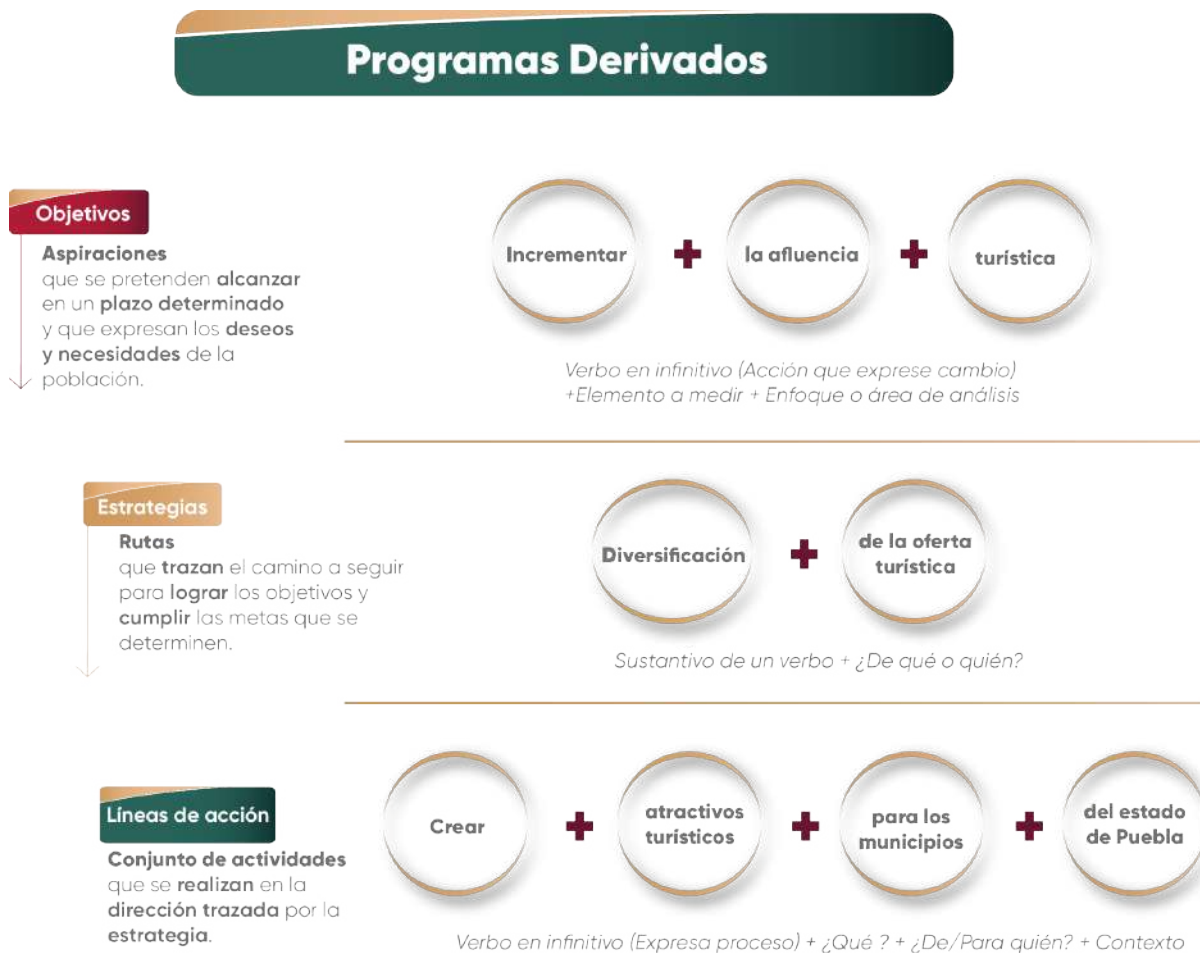 Programas Derivados
Objetivos
Aspiraciones
que se pretenden alcanzar
en un plazo determinado
y que expresan los deseos
y necesidades de la
población.
Incrementar + la afluencia + turística
Verbo en infinitivo (Acción que exprese cambio)
+Elemento a medir + Enfoque o área de análisis
Estrategias
Rutas
que trazan el camino a seguir
para lograr los objetivos y
cumplir las metas que se
determinen.
Diversificación +
de la oferta
turística
Sustantivo de un verbo + ¿De qué o quién?
Líneas de acción
Conjunto de actividades
que se realizan en la
dirección trazada por la
estrategia.
Crear +
atractivos
turísticos
+
para los
municipios
+
del estado
de Puebla
Verbo en infinitivo (Expresa proceso) + ¿Qué ? + ¿De/Para quién? + Contexto